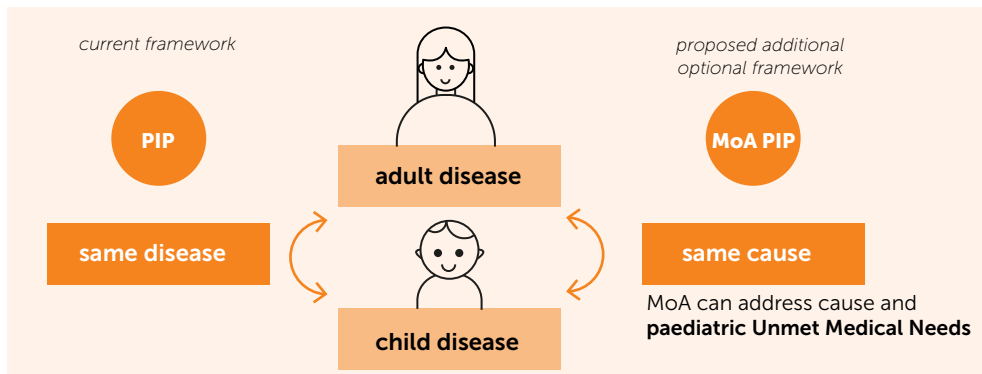 current framework
PIP
same disease
adult disease
child disease
proposed additional
optional framework
MoA PIP
same cause
MoA can address cause and
paediatric Unmet Medical Needs